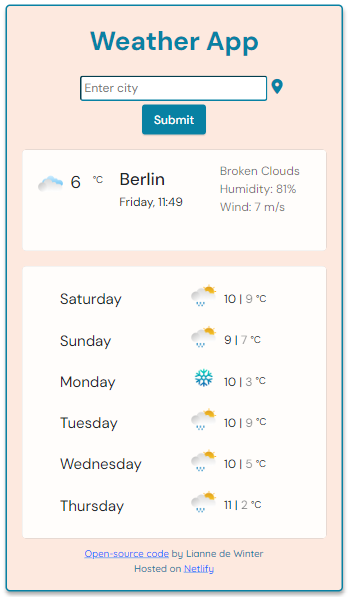 Weather App
Enter city
Submit
6 °C
Berlin
Friday, 11:49
Broken Clouds
Humidity: 81%
Wind: 7 m/s
Saturday 10 | 9 °C
Sunday 9 | 7 °C
Monday 10 | 3 °C
Tuesday 10 | 9 °C
Wednesday 10 | 5 °C
Thursday 11 | 2 °C
Open-source code by Lianne de Winter
Hosted on Netlify